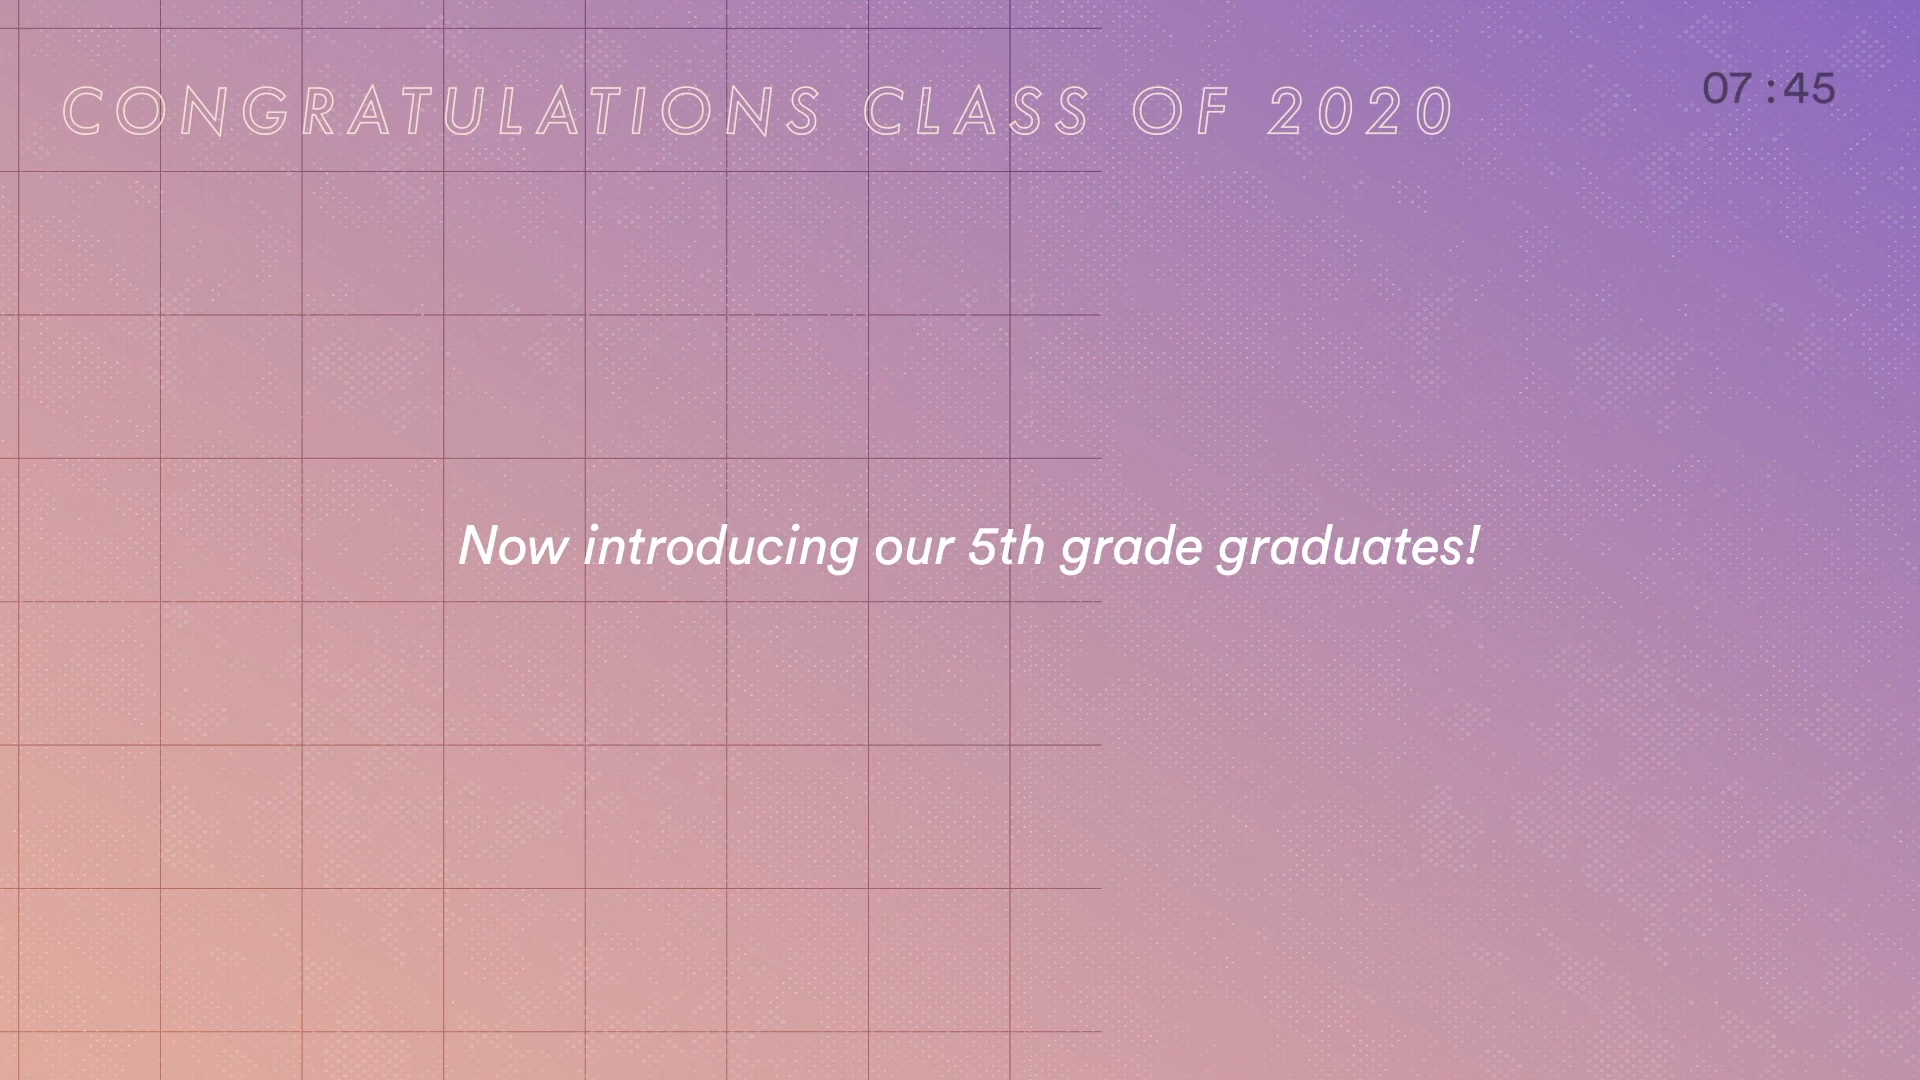 CONGRATULATIONS CLASS OF 2020
07:45
Now introducing our 5th grade graduates!